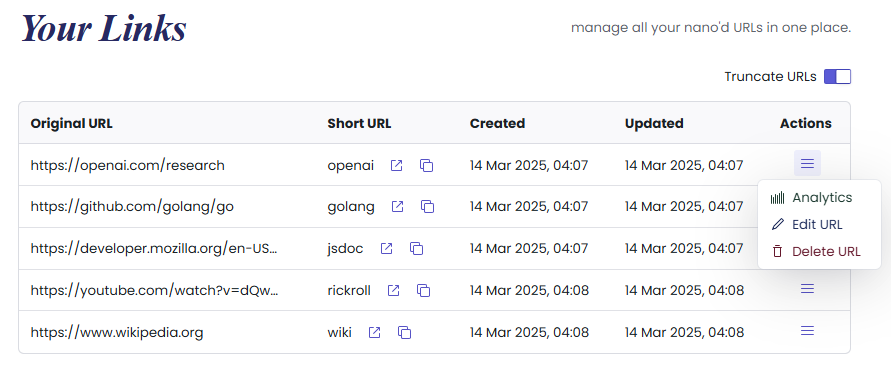 Your Links
manage all your nano'd URLs in one place.
Truncate URLs
Original URL Short URL Created Updated Actions
https://openai.com/research openai 14 Mar 2025, 04:07 14 Mar 2025, 04:07
https://github.com/golang/go golang 14 Mar 2025, 04:07 14 Mar 2025, 04:07
https://developer.mozilla.org/en-US... jsdoc 14 Mar 2025, 04:07 14 Mar 2025, 04:07
https://youtube.com/watch?v=dQw... rickroll 14 Mar 2025, 04:08 14 Mar 2025, 04:08
https://www.wikipedia.org wiki 14 Mar 2025, 04:08 14 Mar 2025, 04:08
Analytics
Edit URL
Delete URL